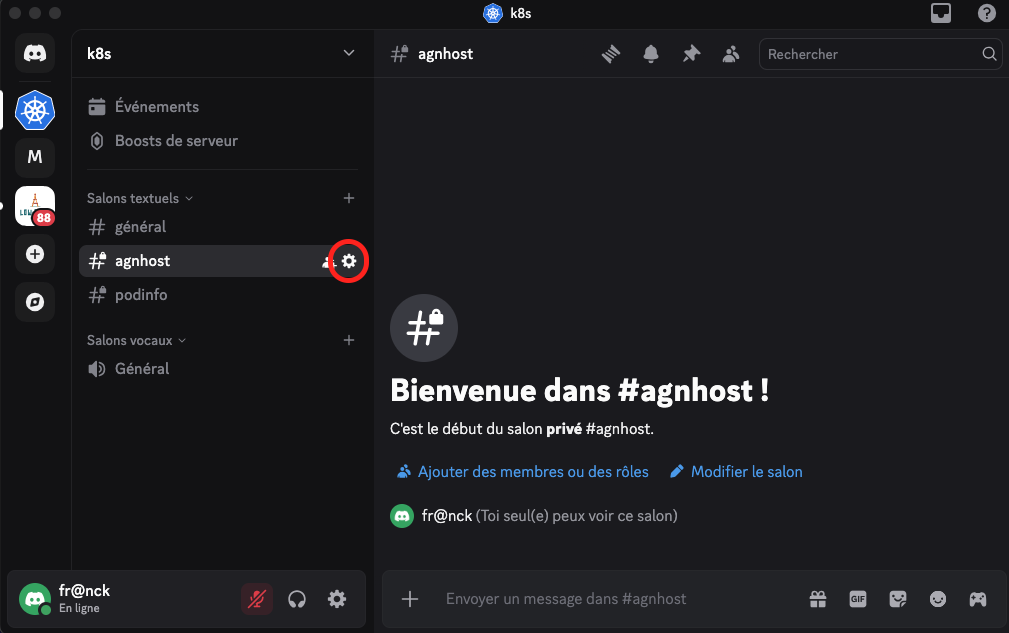 k8s
k8s
agnhost
Rechercher
Événements
Boosts de serveur
M
Salons textuels
88
général
agnhost
podinfo
Salons vocaux
Général
Bienvenue dans #agnhost !
C'est le début du salon privé #agnhost.
Ajouter des membres ou des rôles
Modifier le salon
fr@nck (Toi seul(e) peux voir ce salon)
fr@nck
En ligne
Envoyer un message dans #agnhost
GIF